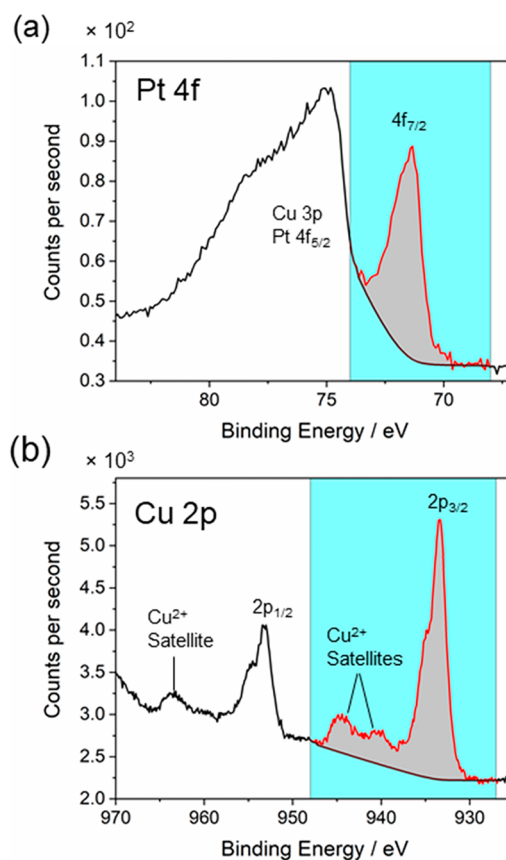 (a)
× 10²
Pt 4f
4f7/2
Cu 3p
Pt 4f5/2
Counts per second
1.1
1.0
0.9
0.8
0.7
0.6
0.5
0.4
0.3
80
75
70
Binding Energy / eV
(b)
× 10³
Cu 2p
2p3/2
2p1/2
Cu²⁺
Satellite
Cu²⁺
Satellites
Counts per second
5.5
5.0
4.5
4.0
3.5
3.0
2.5
2.0
970
960
950
940
930
Binding Energy / eV